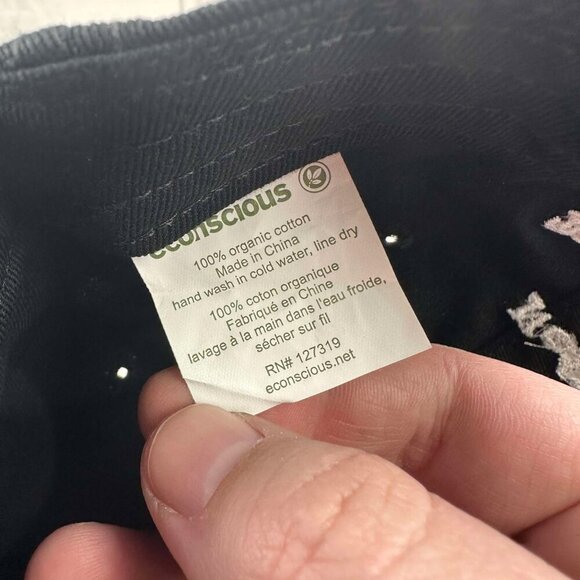 econscious
100% organic cotton
Made in China
hand wash in cold water, line dry
100% coton organique
Fabriqué en Chine
lavage à la main dans l'eau froide,
sécher sur fil
RN# 127319
econscious.net